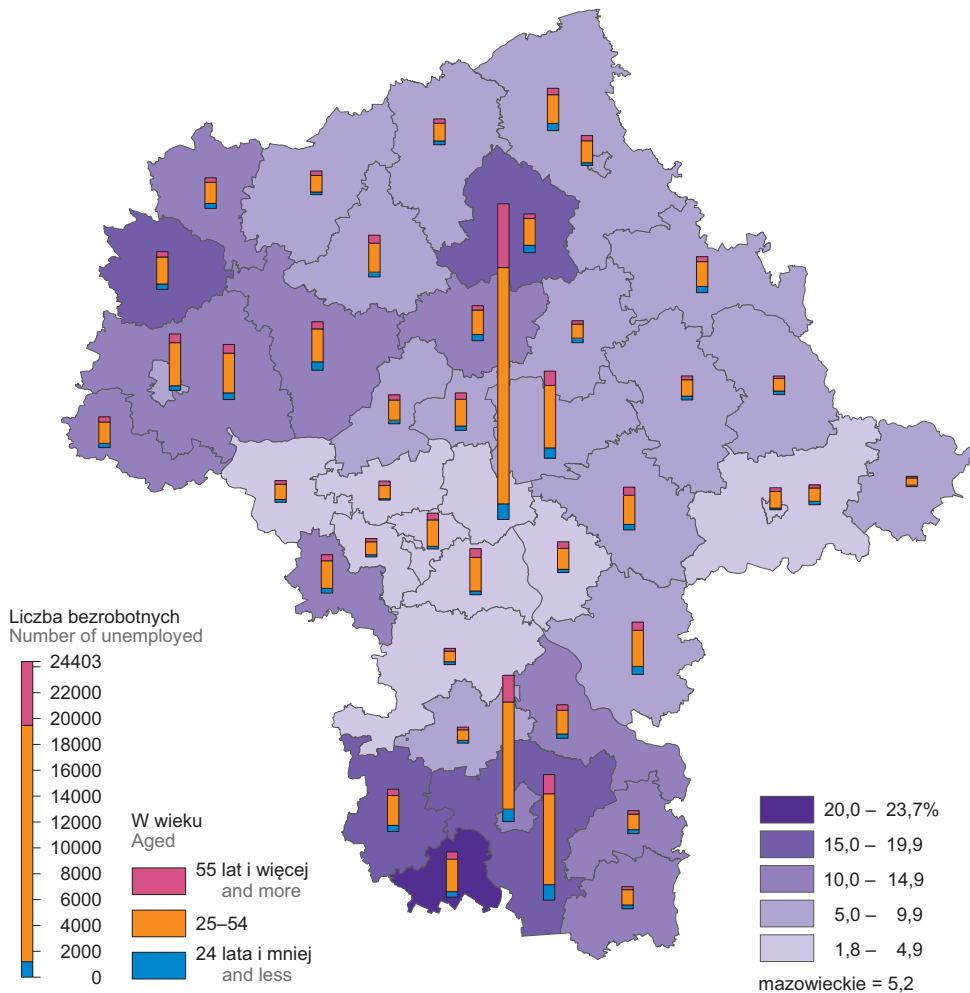 Liczba bezrobotnych
Number of unemployed
24403
22000
20000
18000
16000
14000
12000
10000
8000
6000
4000
2000
0
W wieku
Aged
55 lat i więcej
and more
25–54
24 lata i mniej
and less
20,0 – 23,7%
15,0 – 19,9
10,0 – 14,9
5,0 – 9,9
1,8 – 4,9
mazowieckie = 5,2